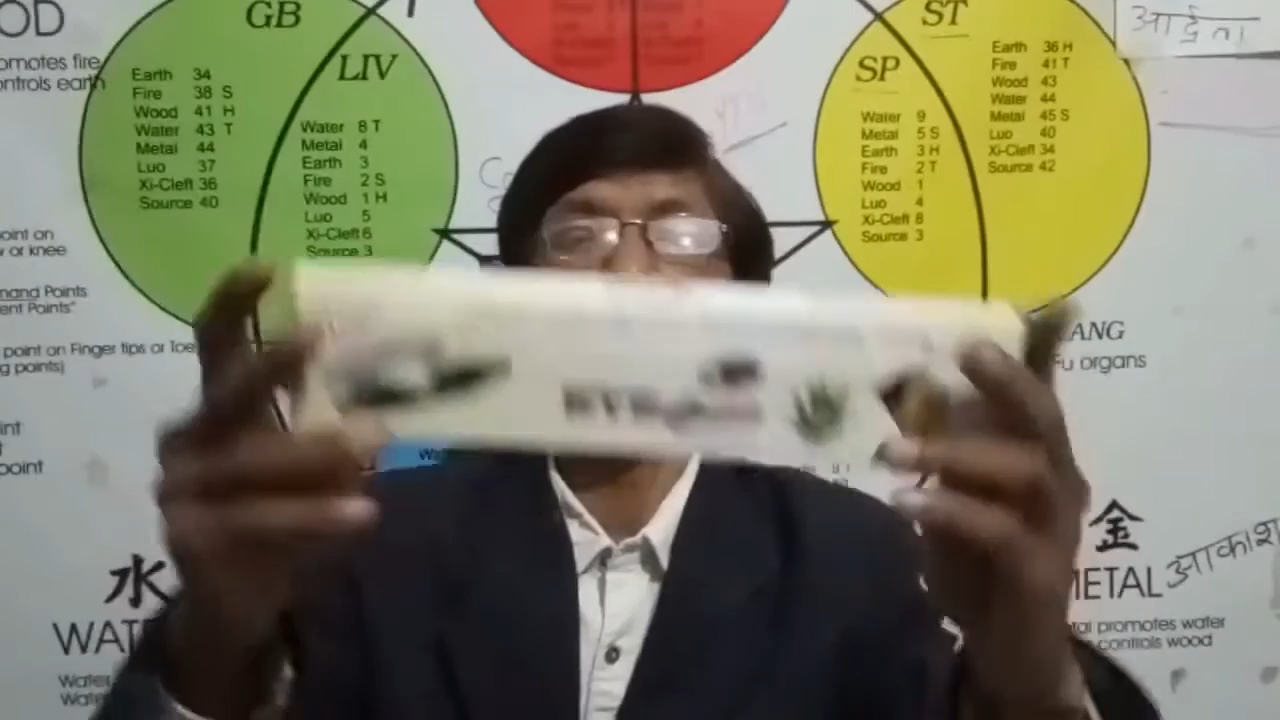 OD
GB
ST
आर्द्रता
omotes fire
ontrols earth
LIV
SP
Earth 34
Fire 38 S
Wood 41 H
Water 43 T
Metal 44
Luo 37
Xi-Cleft 36
Source 40
Water 8 T
Metal 4
Earth 3
Fire 2 S
Wood 1 H
Luo 5
Xi-Cleft 6
Source 3
Water 9
Metal 5 S
Earth 3 H
Fire 2 T
Wood 1
Luo 4
Xi-Cleft 8
Source 3
Earth 36 H
Fire 41 T
Wood 43
Water 44
Metal 45 S
Luo 40
Xi-Cleft 34
Source 42
oint on
w or knee
mand Points
ent Points"
point on Finger tips or Toe
g points)
int
point
ANG
Fu organs
水
WAT
Water
Wate
金
METAL
आकाश
tal promotes water
controls wood